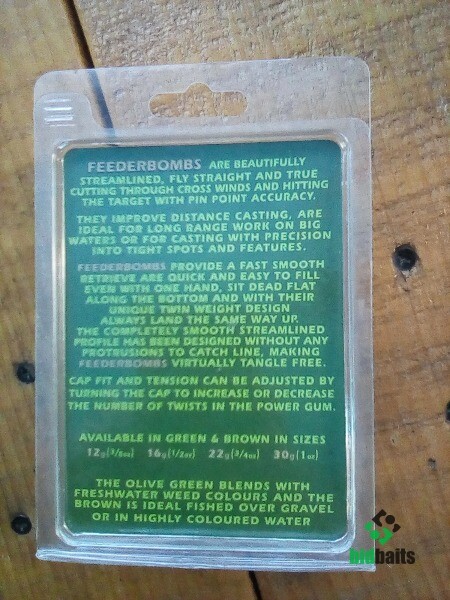 FEEDERBOMBS ARE BEAUTIFULLY
STREAMLINED, FLY STRAIGHT AND TRUE
CUTTING THROUGH CROSS WINDS AND HITTING
THE TARGET WITH PIN POINT ACCURACY.
THEY IMPROVE DISTANCE CASTING, ARE
IDEAL FOR LONG RANGE WORK ON BIG
WATERS OR FOR CASTING WITH PRECISION
INTO TIGHT SPOTS AND FEATURES.
FEEDERBOMBS PROVIDE A FAST SMOOTH
RETRIEVE ARE QUICK AND EASY TO FILL
EVEN WITH ONE HAND, SIT DEAD FLAT
ALONG THE BOTTOM AND WITH THEIR
UNIQUE TWIN WEIGHT DESIGN
ALWAYS LAND THE SAME WAY UP.
THE COMPLETELY SMOOTH STREAMLINED
PROFILE HAS BEEN DESIGNED WITHOUT ANY
PROTRUSIONS TO CATCH LINE, MAKING
FEEDERBOMBS VIRTUALLY TANGLE FREE.
CAP FIT AND TENSION CAN BE ADJUSTED BY
TURNING THE CAP TO INCREASE OR DECREASE
THE NUMBER OF TWISTS IN THE POWER GUM.
AVAILABLE IN GREEN & BROWN IN SIZES
12g (3/8oz) 16g (1/2oz) 22g (3/4oz) 30g (1oz)
THE OLIVE GREEN BLENDS WITH
FRESHWATER WEED COLOURS AND THE
BROWN IS IDEAL FISHED OVER GRAVEL
OR IN HIGHLY COLOURED WATER
bigbaits